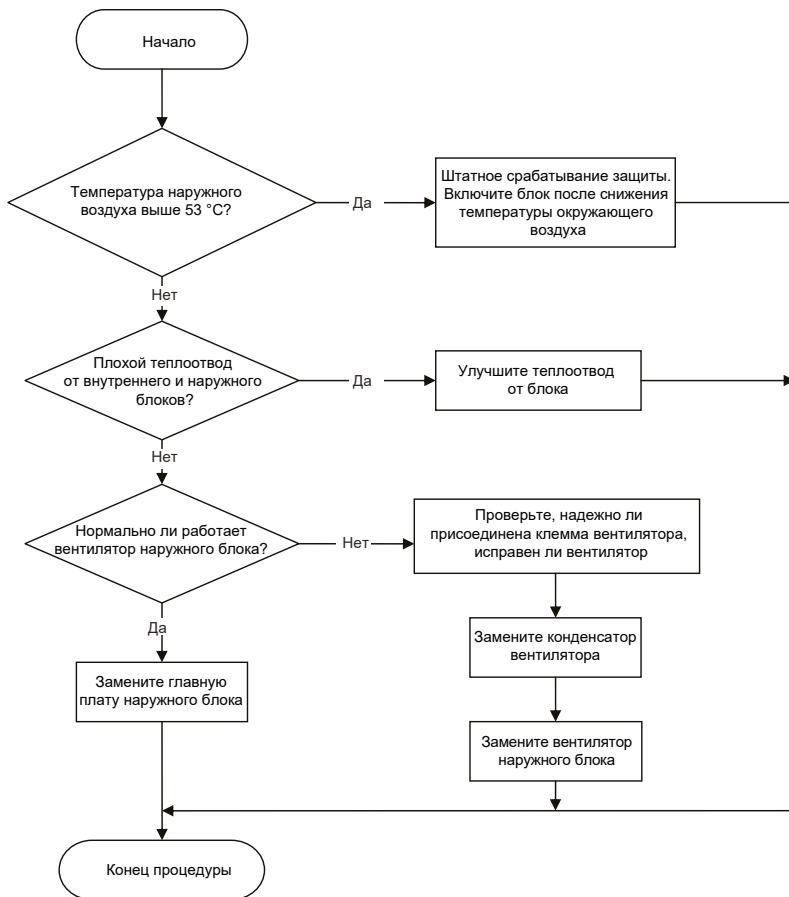 Начало
Температура наружного
воздуха выше 53 °C?
Да
Штатное срабатывание защиты.
Включите блок после снижения
температуры окружающего
воздуха
Нет
Плохой теплоотвод
от внутреннего и наружного
блоков?
Да
Улучшите теплоотвод
от блока
Нет
Нормально ли работает
вентилятор наружного блока?
Нет
Проверьте, надежно ли
присоединена клемма вентилятора,
исправен ли вентилятор
Да
Замените конденсатор
вентилятора
Замените главную
плату наружного блока
Замените вентилятор
наружного блока
Конец процедуры